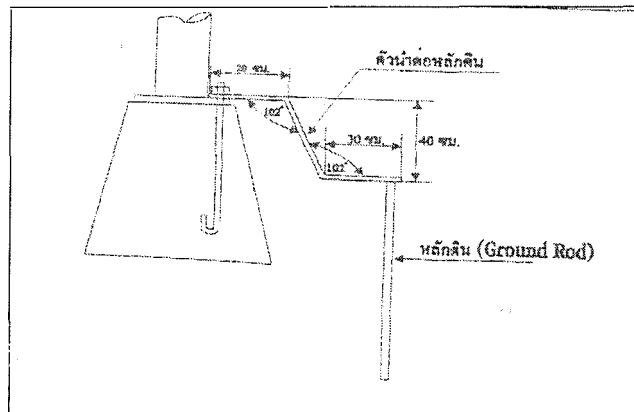 20 ซม.
ตัวนำต่อหลักดิน
102°
30 ซม.
40 ซม.
102°
หลักดิน (Ground Rod)